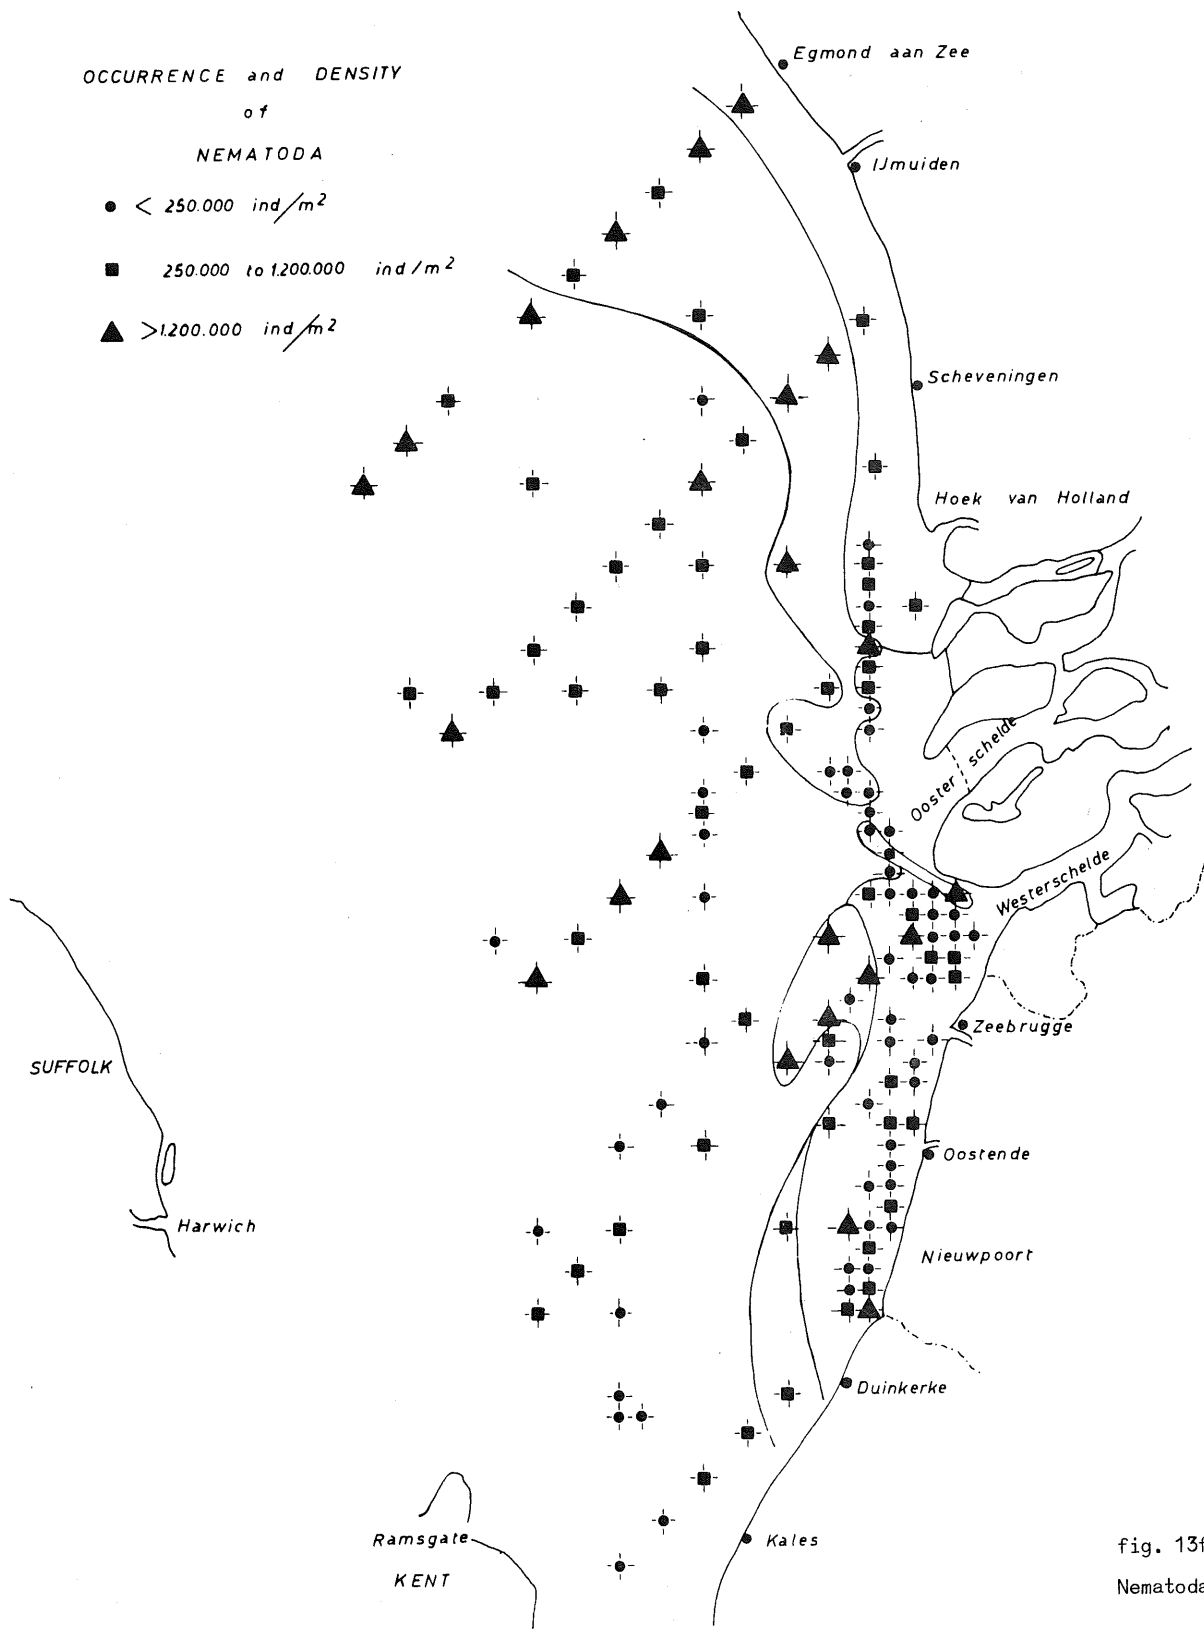 OCCURRENCE and DENSITY
of
NEMATODA
< 250.000 ind/m²
250.000 to 1.200.000 ind/m²
>1.200.000 ind/m²
Egmond aan Zee
IJmuiden
Scheveningen
Hoek van Holland
Ooster schelde
Westerschelde
Zeebrugge
SUFFOLK
Oostende
Harwich
Nieuwpoort
Duinkerke
Ramsgate
Kales
KENT
fig. 13f
Nematoda